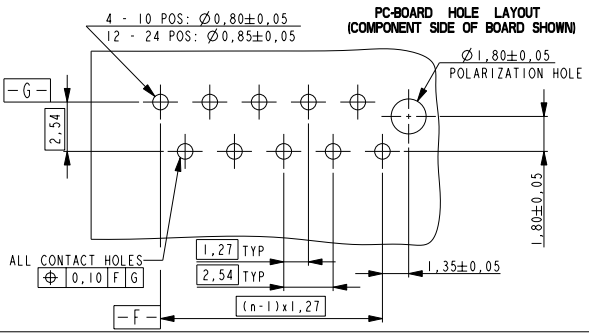 4 - 10 POS: Ø0,80±0,05
12 - 24 POS: Ø0,85±0,05
PC-BOARD HOLE LAYOUT
(COMPONENT SIDE OF BOARD SHOWN)
Ø1,80±0,05
POLARIZATION HOLE
-G-
2,54
1,80±0,05
ALL CONTACT HOLES
⌖ 0,10 F G
1,27 TYP
2,54 TYP
1,35±0,05
-F-
(n-1)x1,27